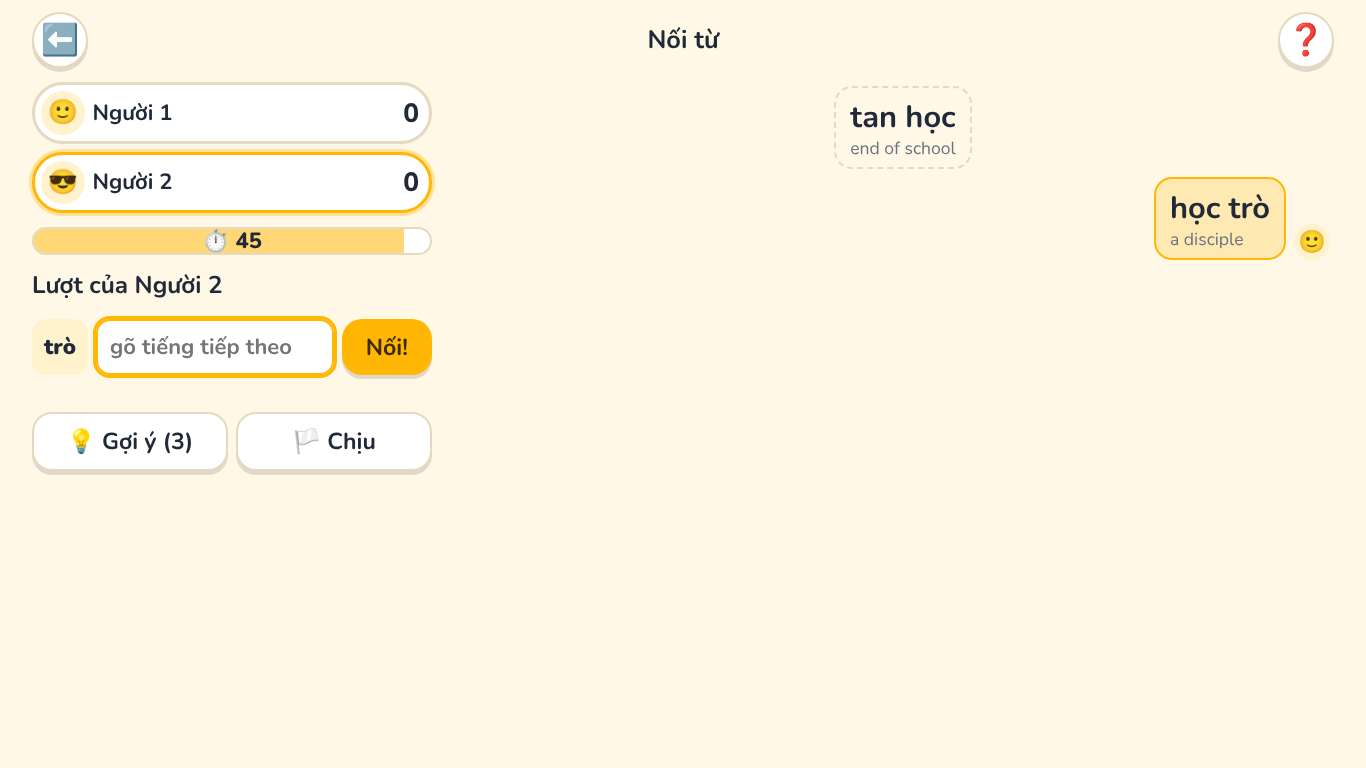 Nối từ
Người 1
0
Người 2
0
45
Lượt của Người 2
trò
gõ tiếng tiếp theo
Nối!
Gợi ý (3)
Chịu
tan học
end of school
học trò
a disciple